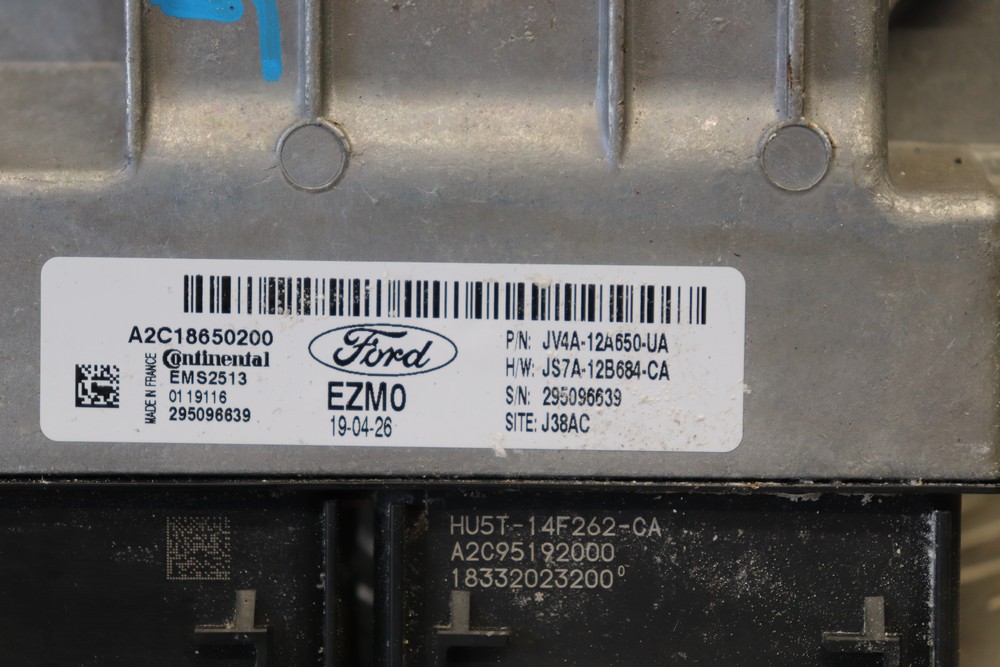 A2C18650200
Continental
EMS2513
01 19116
295096639
MADE IN FRANCE
Ford
EZM0
19-04-26
P/N: JV4A-12A650-UA
H/W: JS7A-12B684-CA
S/N: 295096639
SITE: J38AC
HU5T-14F262-CA
A2C95192000
18332023200⁰
*